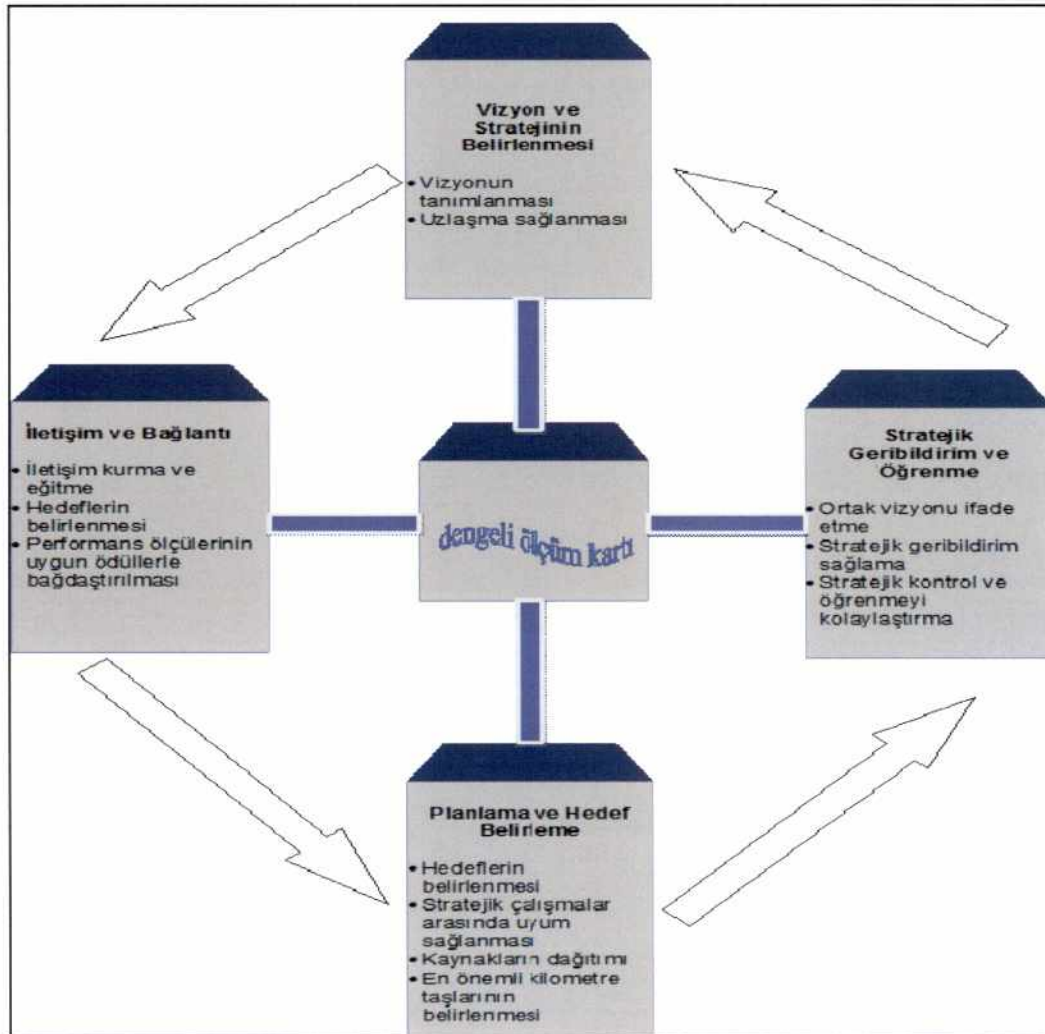 Vizyon ve
Stratejinin
Belirlenmesi
• Vizyonun
tanımlanması
• Uzlaşma sağlanması
İletişim ve Bağlantı
• İletişim kurma ve
eğitme
• Hedeflerin
belirlenmesi
• Performans ölçülerinin
uygun ödüllerle
bağdaştırılması
dengeli ölçüm kartı
Stratejik
Geribildirim ve
Öğrenme
• Ortak vizyonu ifade
etme
• Stratejik geribildirim
sağlama
• Stratejik kontrol ve
öğrenmeyi
kolaylaştırma
Planlama ve Hedef
Belirleme
• Hedeflerin
belirlenmesi
• Stratejik çalışmalar
arasında uyum
sağlanması
• Kaynakların dağıtımı
• En önemli kilometre
taşlarının
belirlenmesi